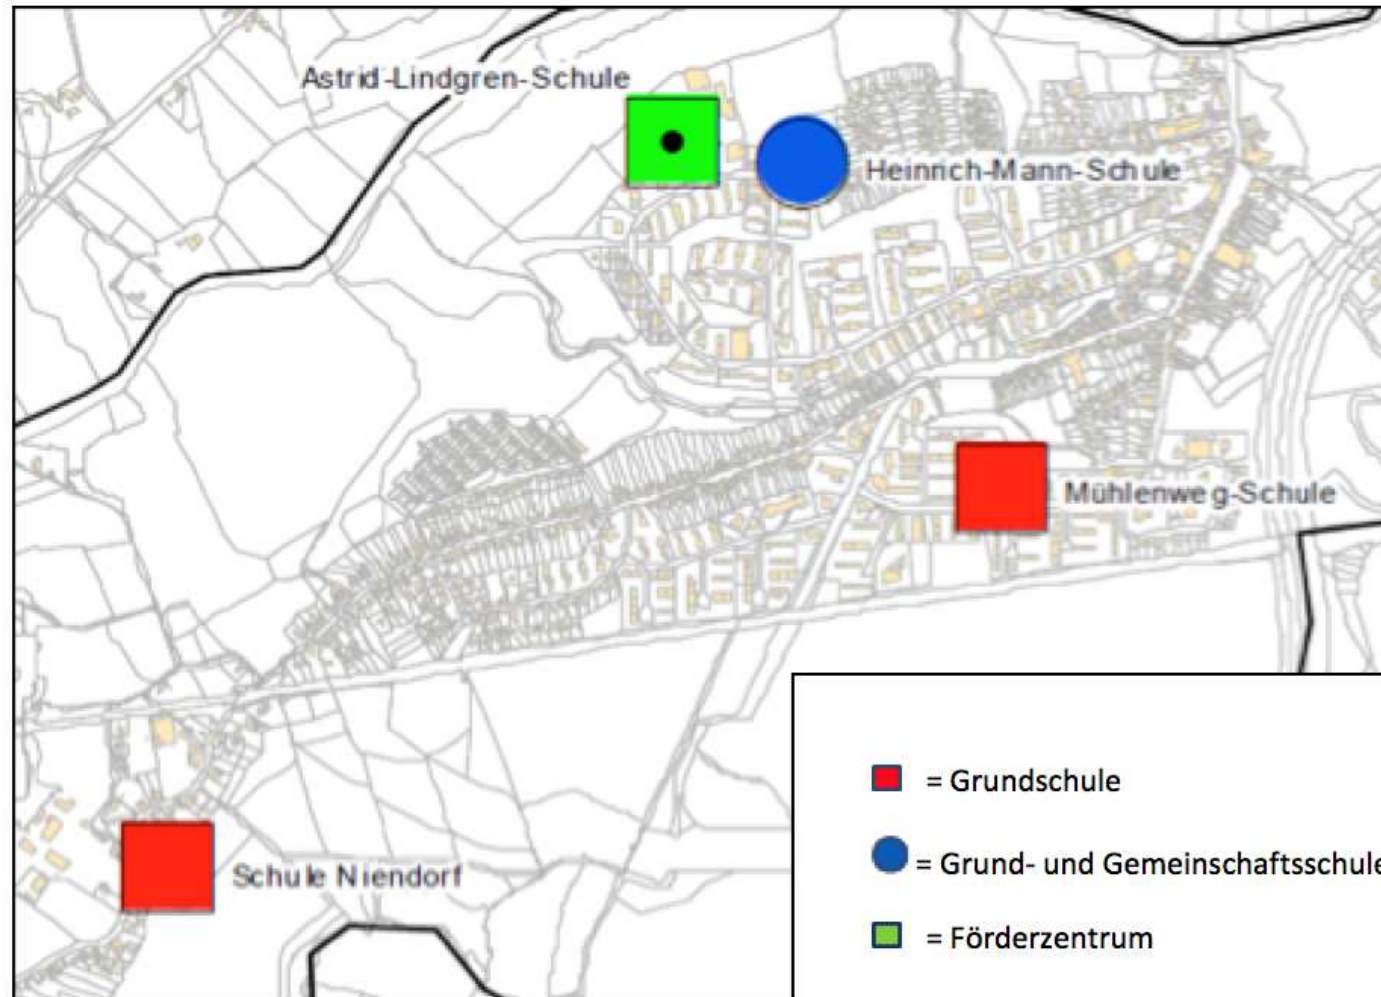 Astrid-Lindgren-Schule
Heinrich-Mann-Schule
Mühlenweg-Schule
Schule Niendorf
= Grundschule
= Grund- und Gemeinschaftsschule
= Förderzentrum